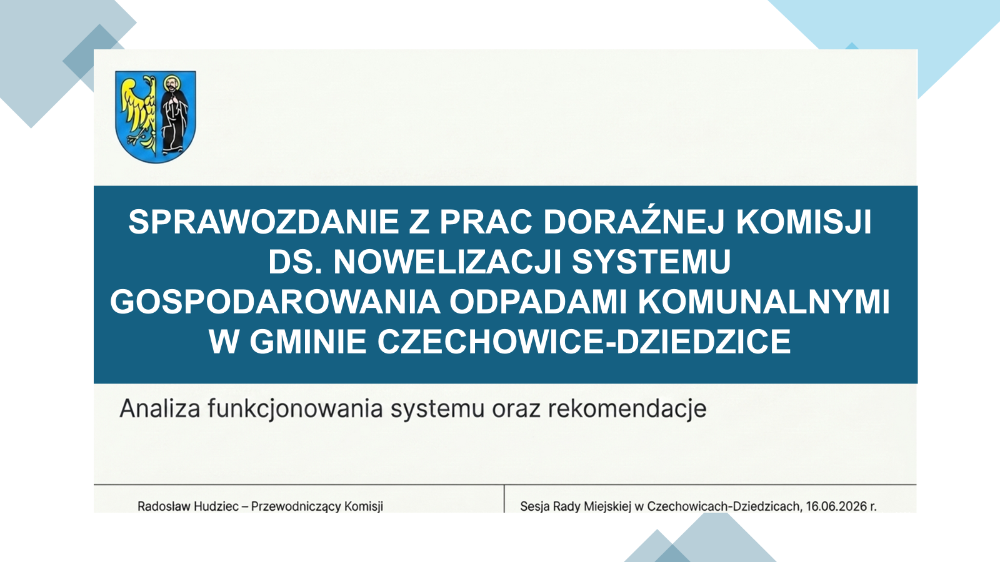 SPRAWOZDANIE Z PRAC DORAŹNEJ KOMISJI
DS. NOWELIZACJI SYSTEMU
GOSPODAROWANIA ODPADAMI KOMUNALNYMI
W GMINIE CZECHOWICE-DZIEDZICE
Analiza funkcjonowania systemu oraz rekomendacje
Radosław Hudziec – Przewodniczący Komisji
Sesja Rady Miejskiej w Czechowicach-Dziedzicach, 16.06.2026 r.